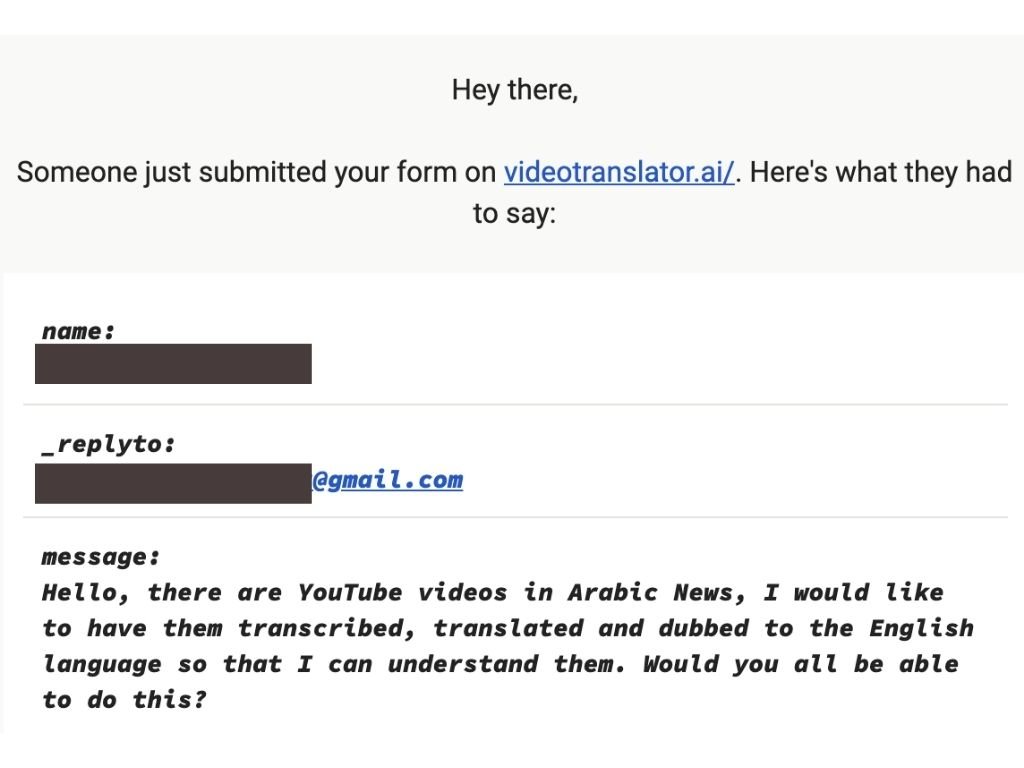 Hey there,
Someone just submitted your form on videotranslator.ai/. Here's what they had
to say:
name:
_replyto:
@gmail.com
message:
Hello, there are YouTube videos in Arabic News, I would like
to have them transcribed, translated and dubbed to the English
language so that I can understand them. Would you all be able
to do this?